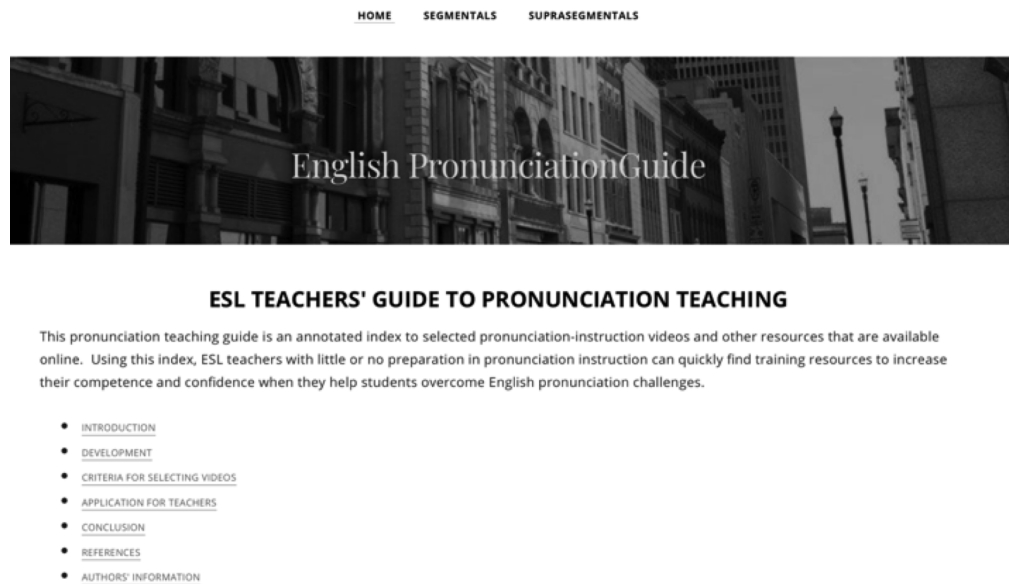 HOME SEGMENTALS SUPRASEGMENTALS
English PronunciationGuide
ESL TEACHERS' GUIDE TO PRONUNCIATION TEACHING
This pronunciation teaching guide is an annotated index to selected pronunciation-instruction videos and other resources that are available
online.  Using this index, ESL teachers with little or no preparation in pronunciation instruction can quickly find training resources to increase
their competence and confidence when they help students overcome English pronunciation challenges.
INTRODUCTION
DEVELOPMENT
CRITERIA FOR SELECTING VIDEOS
APPLICATION FOR TEACHERS
CONCLUSION
REFERENCES
AUTHORS' INFORMATION